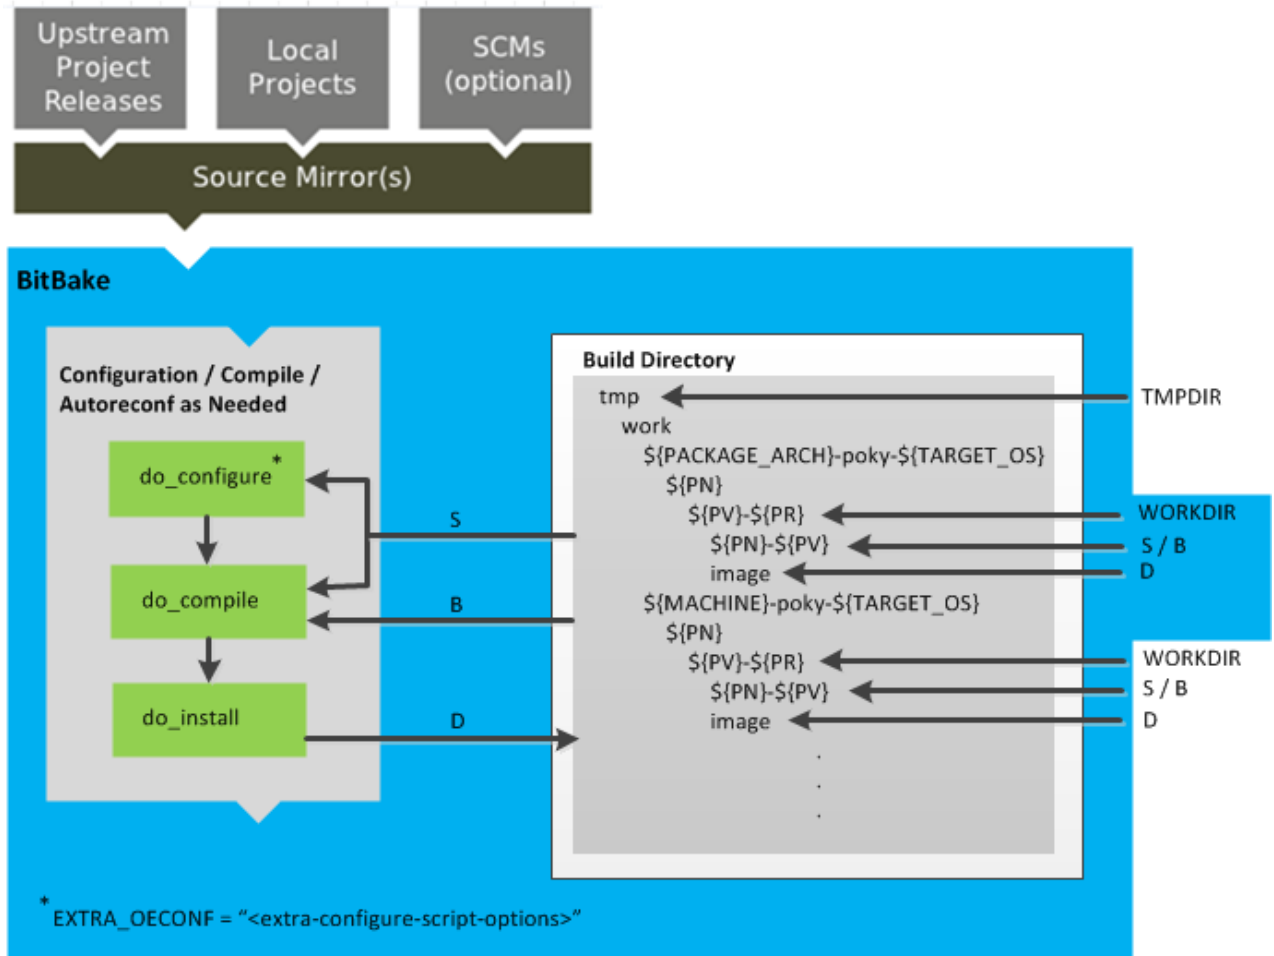 Upstream
Project
Releases
Local
Projects
SCMs
(optional)
Source Mirror(s)
BitBake
Configuration / Compile /
Autoreconf as Needed
do_configure*
do_compile
do_install
S
B
D
Build Directory
tmp
work
${PACKAGE_ARCH}-poky-${TARGET_OS}
${PN}
${PV}-${PR}
${PN}-${PV}
image
${MACHINE}-poky-${TARGET_OS}
${PN}
${PV}-${PR}
${PN}-${PV}
image
.
.
.
TMPDIR
WORKDIR
S / B
D
WORKDIR
S / B
D
* EXTRA_OECONF = “<extra-configure-script-options>”